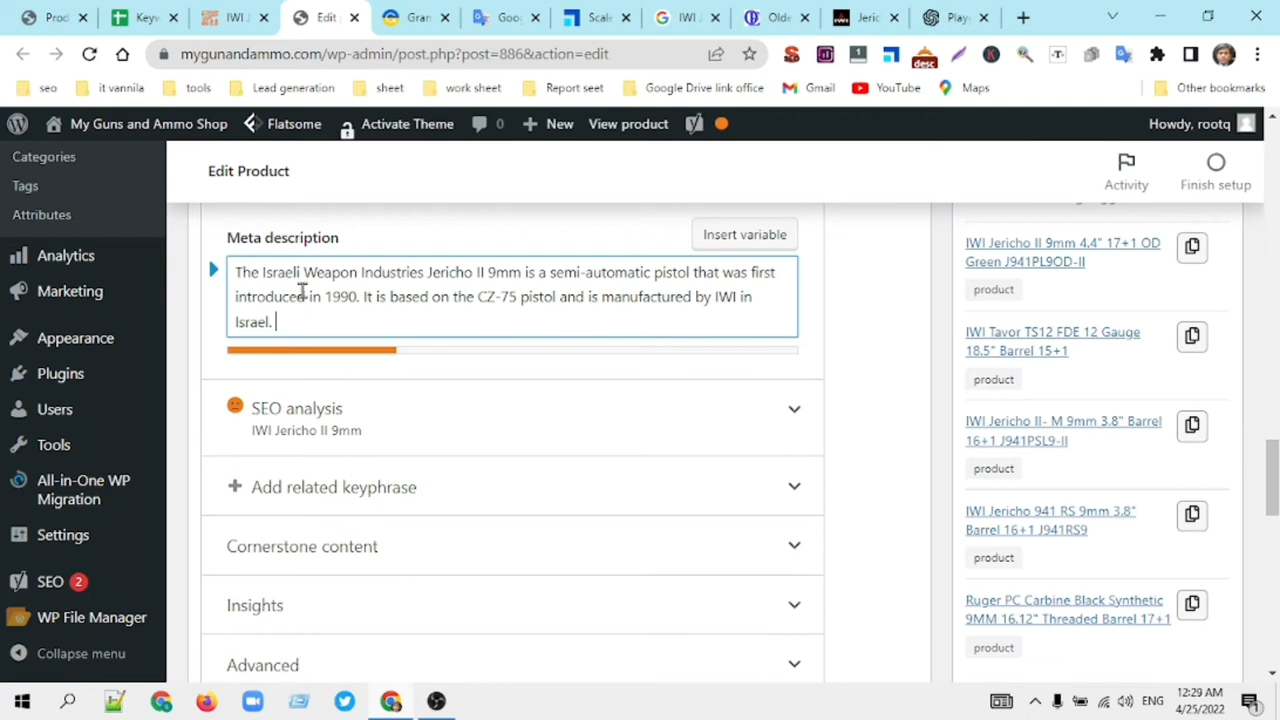 Prod
Keyw
IWI J
Edit
Gran
Goo
Scale
IWI J
Olde
Jeric
Playg
mygunandammo.com/wp-admin/post.php?post=886&action=edit
desc
seo
it vannila
tools
Lead generation
sheet
work sheet
Report seet
Google Drive link office
Gmail
YouTube
Maps
Other bookmarks
My Guns and Ammo Shop
Flatsome
Activate Theme
0
New
View product
Howdy, rootq
Categories
Tags
Attributes
Analytics
Marketing
Appearance
Plugins
Users
Tools
All-in-One WP
Migration
Settings
SEO 2
WP File Manager
Collapse menu
Edit Product
Activity
Finish setup
Meta description
Insert variable
The Israeli Weapon Industries Jericho II 9mm is a semi-automatic pistol that was first
introduced in 1990. It is based on the CZ-75 pistol and is manufactured by IWI in
Israel.
SEO analysis
IWI Jericho II 9mm
Add related keyphrase
Cornerstone content
Insights
Advanced
IWI Jericho II 9mm 4.4" 17+1 OD
Green J941PL9OD-II
product
IWI Tavor TS12 FDE 12 Gauge
18.5" Barrel 15+1
product
IWI Jericho II- M 9mm 3.8" Barrel
16+1 J941PSL9-II
product
IWI Jericho 941 RS 9mm 3.8"
Barrel 16+1 J941RS9
product
Ruger PC Carbine Black Synthetic
9MM 16.12" Threaded Barrel 17+1
product
ENG
12:29 AM
4/25/2022